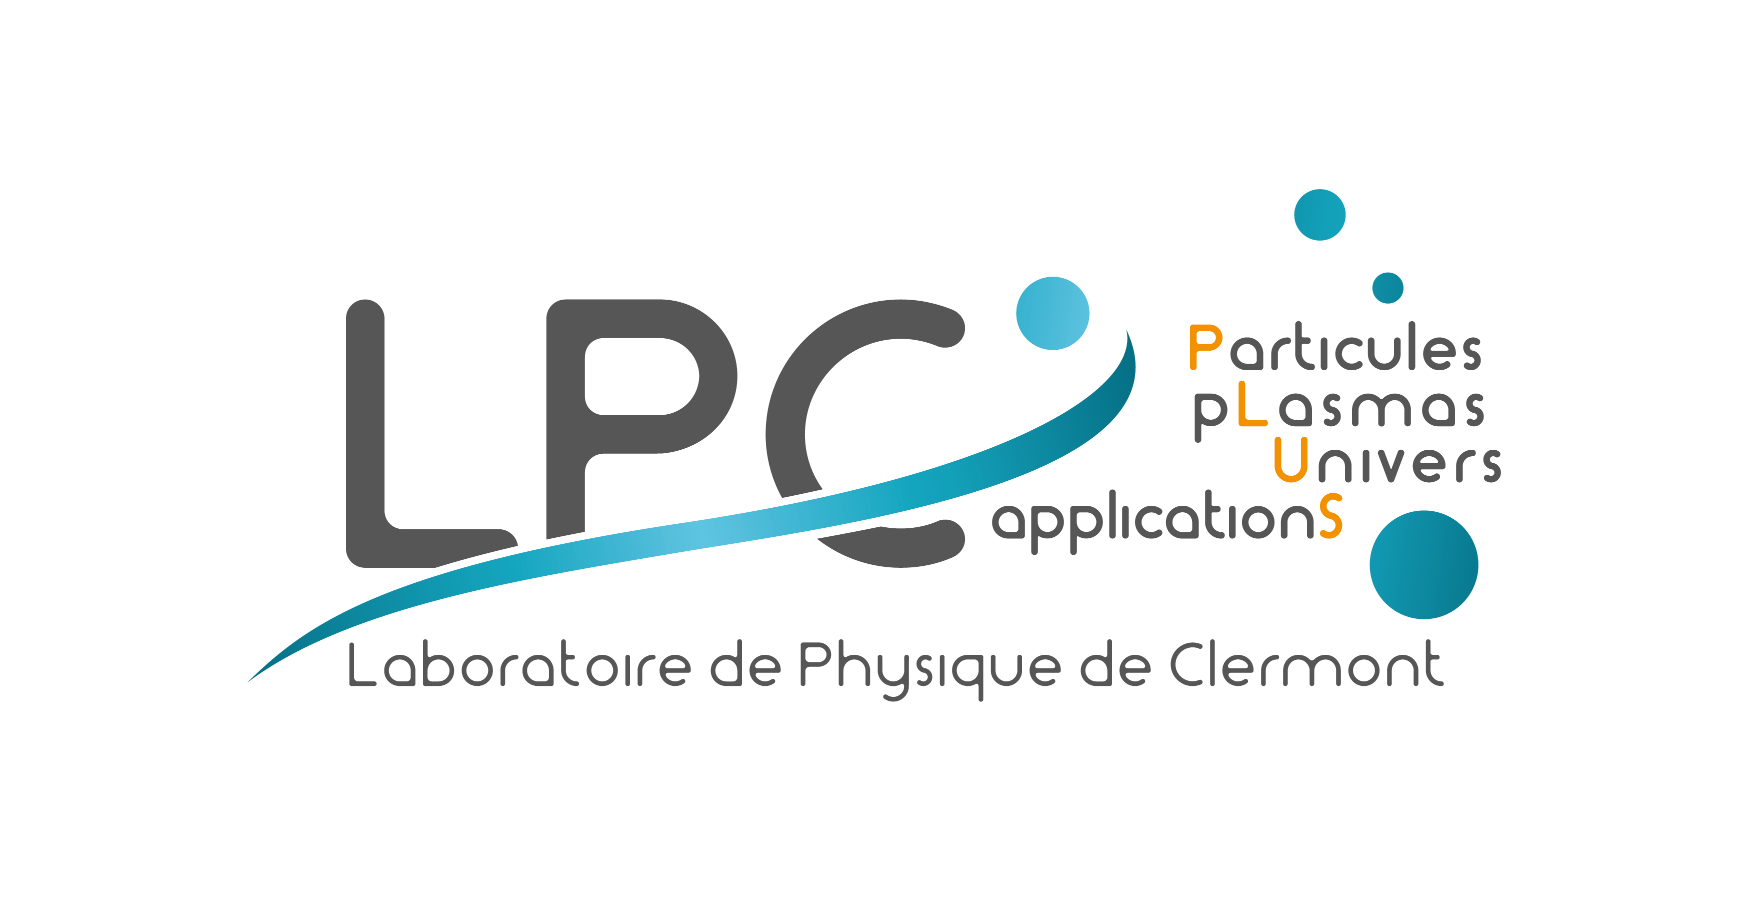 LPC
Particules
pLasmas
Univers
applicationS
Laboratoire de Physique de Clermont